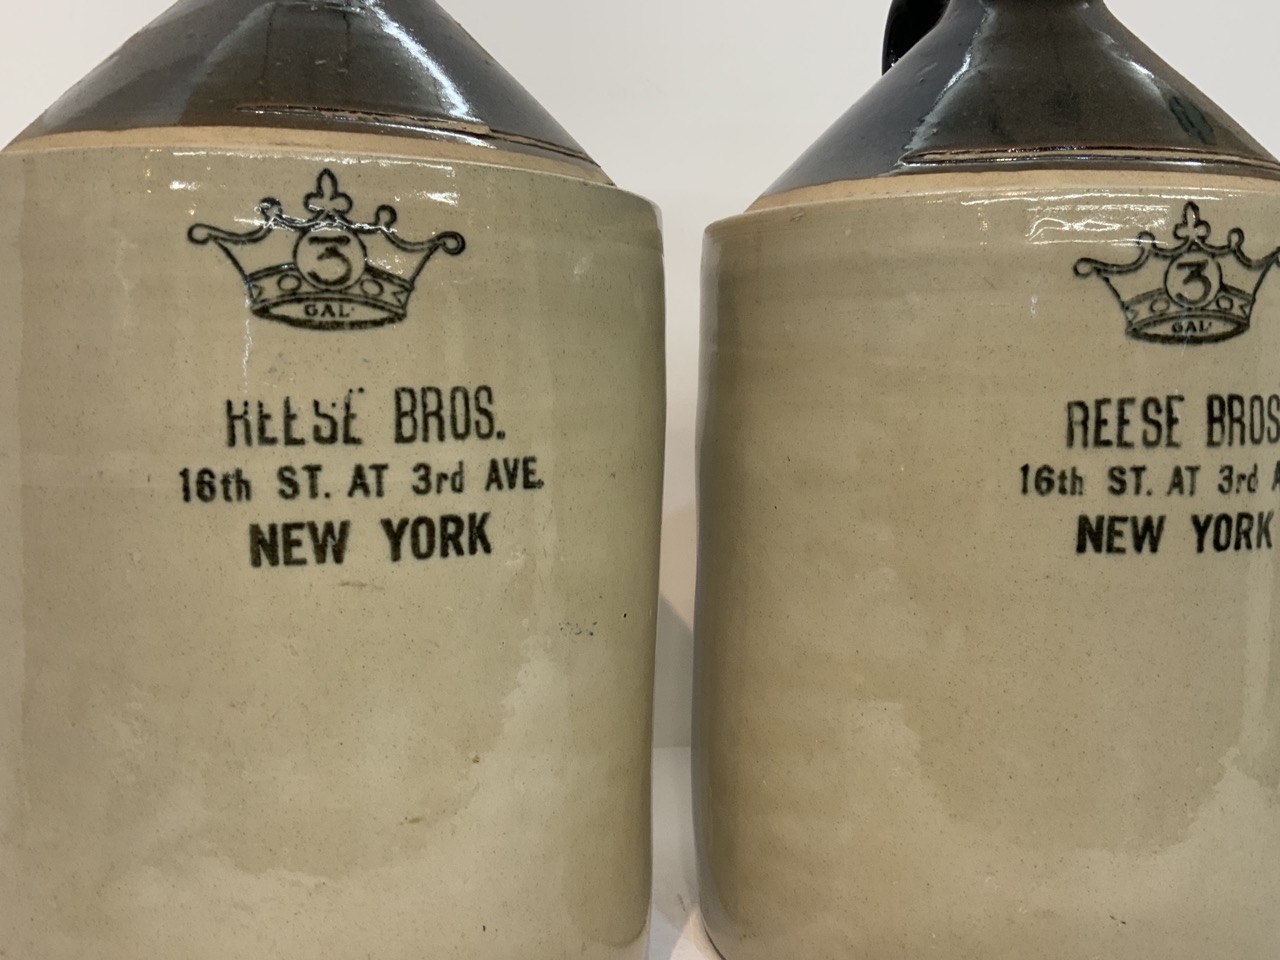 3
GAL
REESE BROS.
16th ST. AT 3rd AVE.
NEW YORK
3
GAL
REESE BROS
16th ST. AT 3rd A
NEW YORK